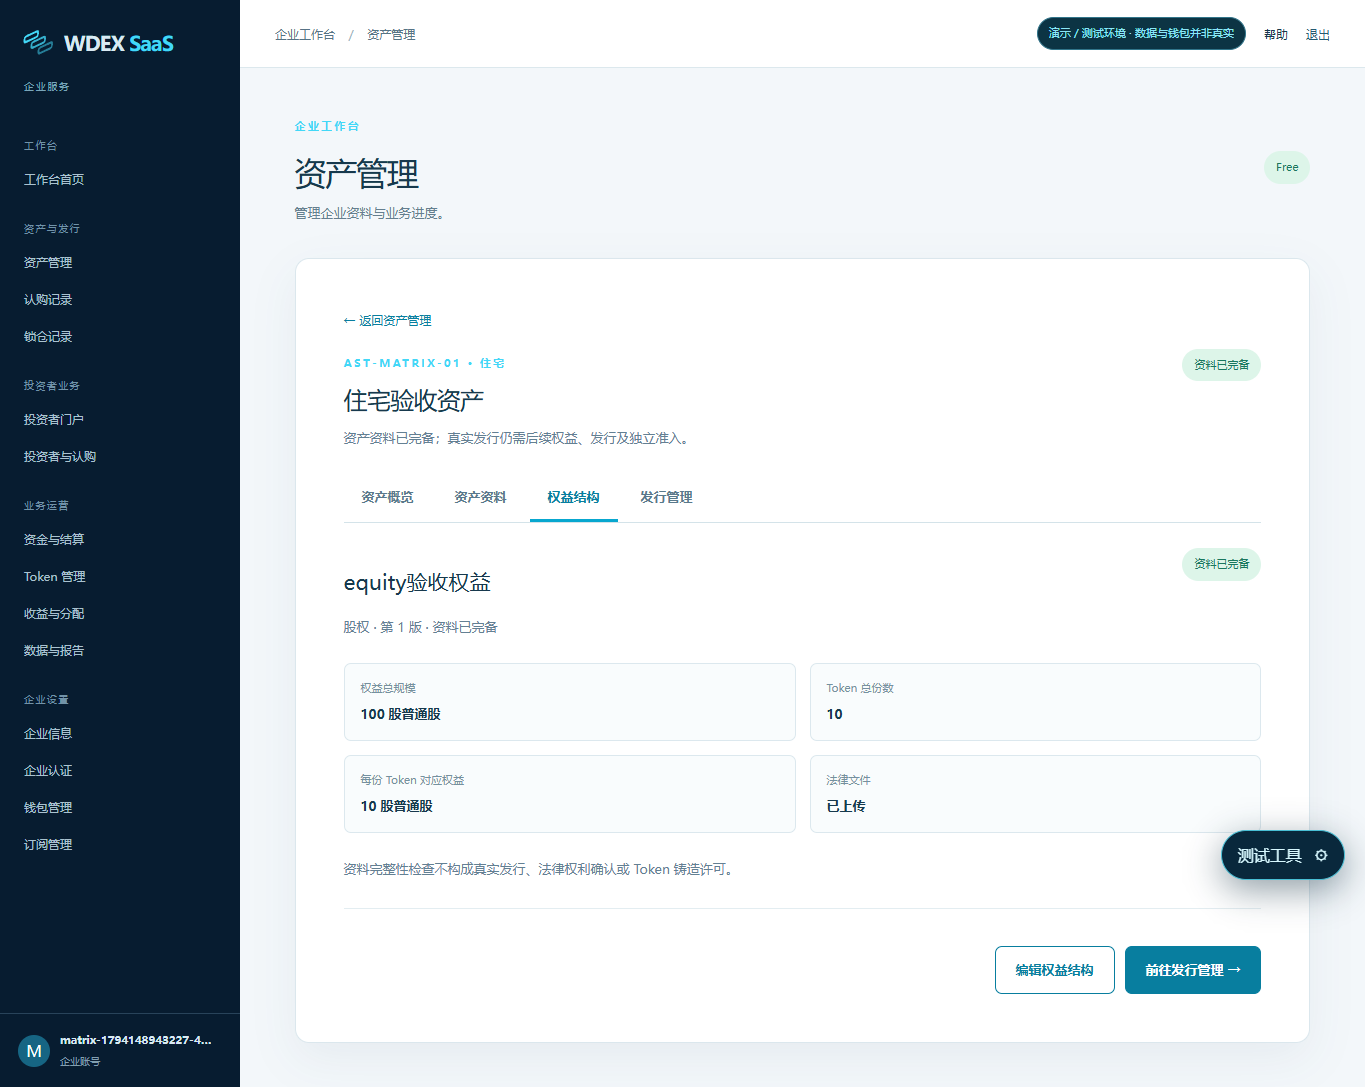 WDEX SaaS
企业服务
工作台
工作台首页
资产与发行
资产管理
认购记录
锁仓记录
投资者业务
投资者门户
投资者与认购
业务运营
资金与结算
Token 管理
收益与分配
数据与报告
企业设置
企业信息
企业认证
钱包管理
订阅管理
M
matrix-1794148943227-4...
企业账号
企业工作台 / 资产管理
演示 / 测试环境 · 数据与钱包并非真实
帮助
退出
企业工作台
资产管理
Free
管理企业资料与业务进度。
← 返回资产管理
AST-MATRIX-01 • 住宅
资料已完备
住宅验收资产
资产资料已完备；真实发行仍需后续权益、发行及独立准入。
资产概览
资产资料
权益结构
发行管理
资料已完备
equity验收权益
股权 · 第 1 版 · 资料已完备
权益总规模
100 股普通股
Token 总份数
10
每份 Token 对应权益
10 股普通股
法律文件
已上传
测试工具 ⚙
资料完整性检查不构成真实发行、法律权利确认或 Token 铸造许可。
编辑权益结构
前往发行管理 →